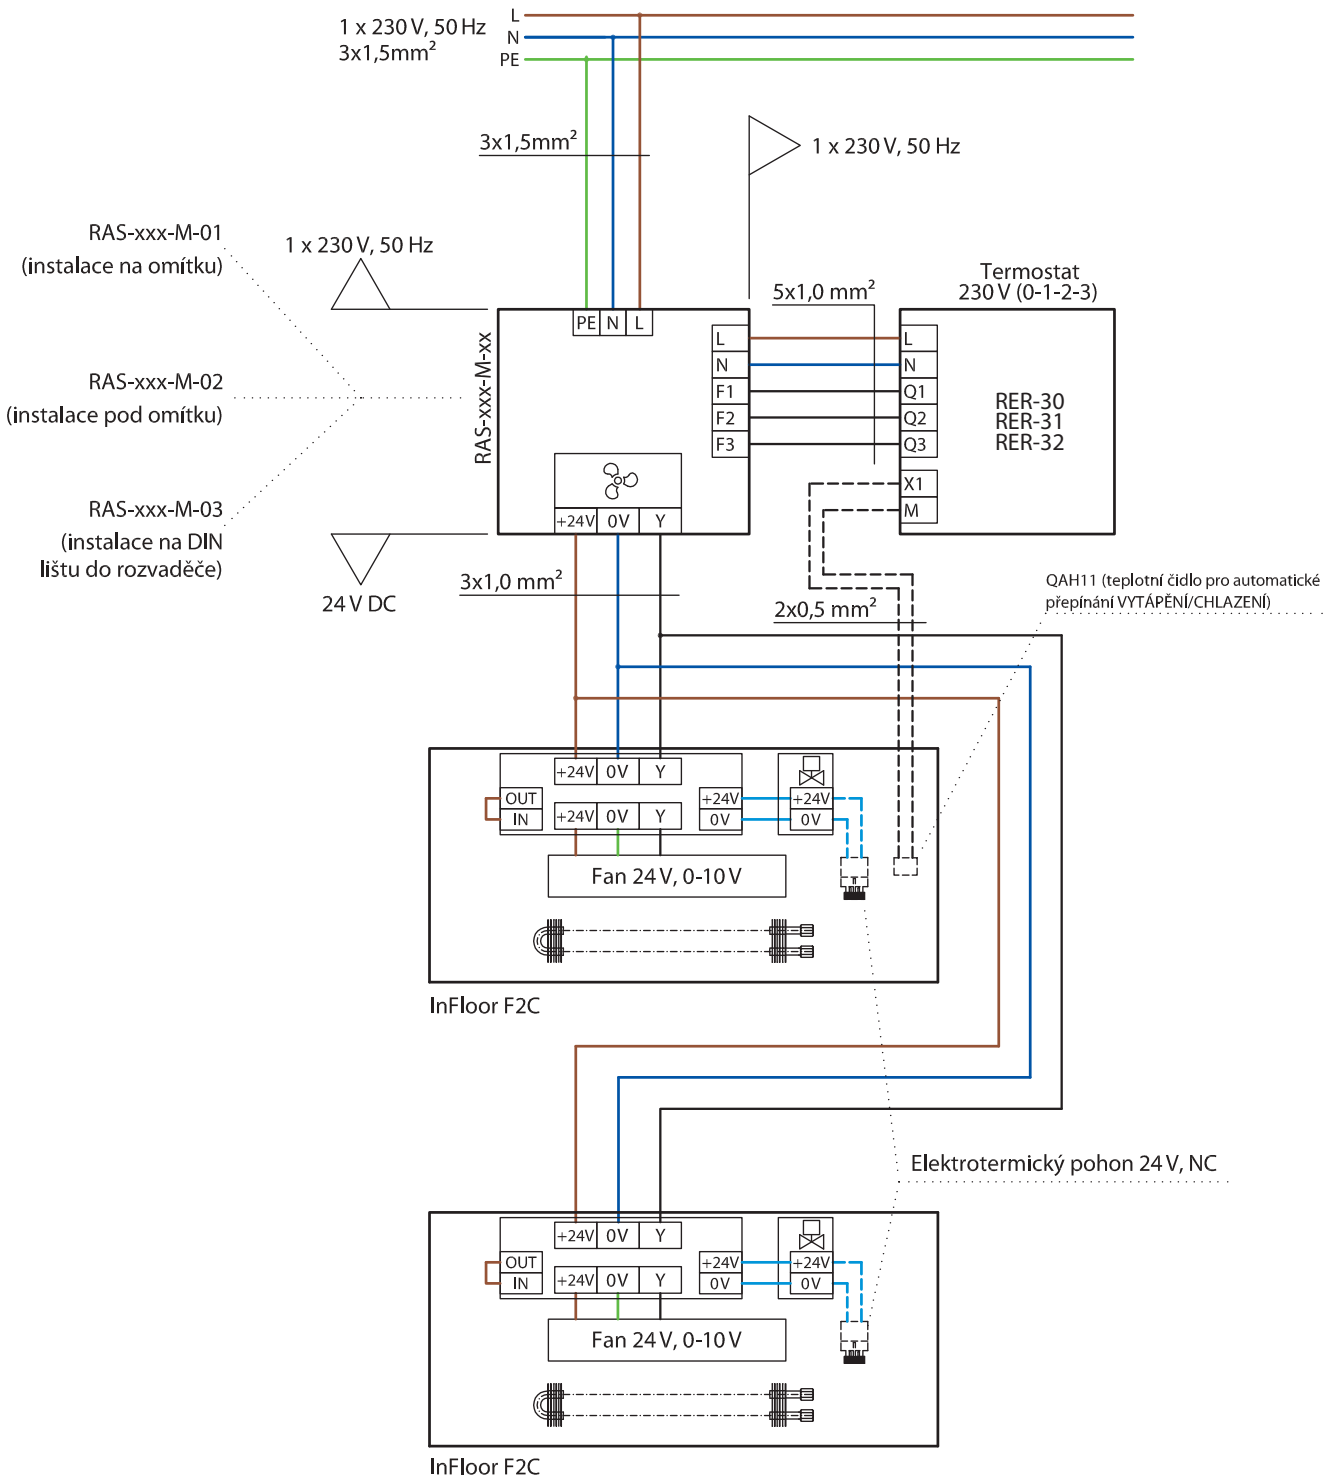 1 x 230 V, 50 Hz
3x1,5mm²
L
N
PE
3x1,5mm²
1 x 230 V, 50 Hz
RAS-xxx-M-01
(instalace na omítku)
1 x 230 V, 50 Hz
RAS-xxx-M-02
(instalace pod omítku)
RAS-xxx-M-03
(instalace na DIN
lištu do rozvaděče)
24 V DC
RAS-xxx-M-xx
PE N L
L
N
F1
F2
F3
+24V 0V Y
5x1,0 mm²
Termostat
230 V (0-1-2-3)
L
N
Q1
Q2
Q3
X1
M
RER-30
RER-31
RER-32
3x1,0 mm²
2x0,5 mm²
QAH11 (teplotní čidlo pro automatické
přepínání VYTÁPĚNÍ/CHLAZENÍ)
+24V 0V Y
OUT
IN
+24V 0V Y
+24V
0V
+24V
0V
Fan 24 V, 0-10 V
InFloor F2C
Elektrotermický pohon 24 V, NC
+24V 0V Y
OUT
IN
+24V 0V Y
+24V
0V
+24V
0V
Fan 24 V, 0-10 V
InFloor F2C